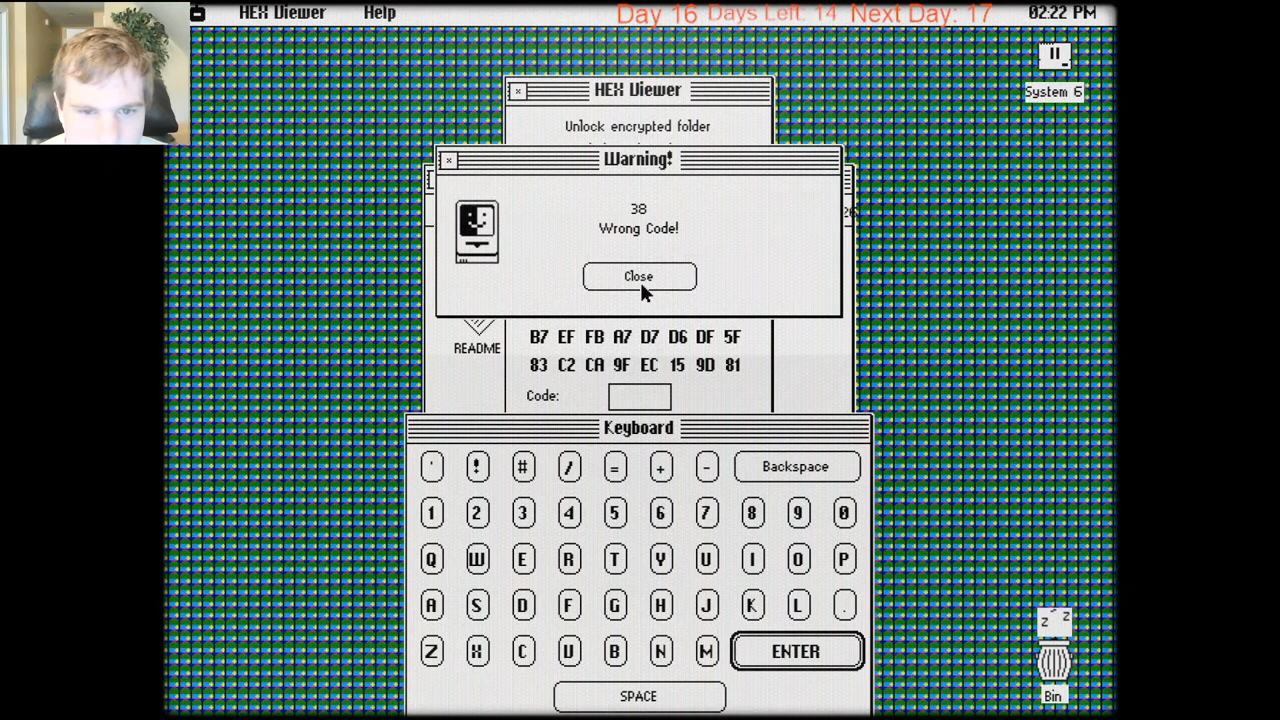 HEX Viewer Help Day 16 Days Left: 14 Next Day: 17 02:22 PM
System 6
HEX Viewer
Unlock encrypted folder
Warning!
38
Wrong Code!
Close
README
B7 EF FB A7 D7 D6 DF 5F
83 C2 CA 9F EC 15 9D 81
Code:
Keyboard
' ! # / = + - Backspace
1 2 3 4 5 6 7 8 9 0
Q W E R T Y U I O P
A S D F G H J K L .
Z X C V B N M ENTER
SPACE
z z
Bin